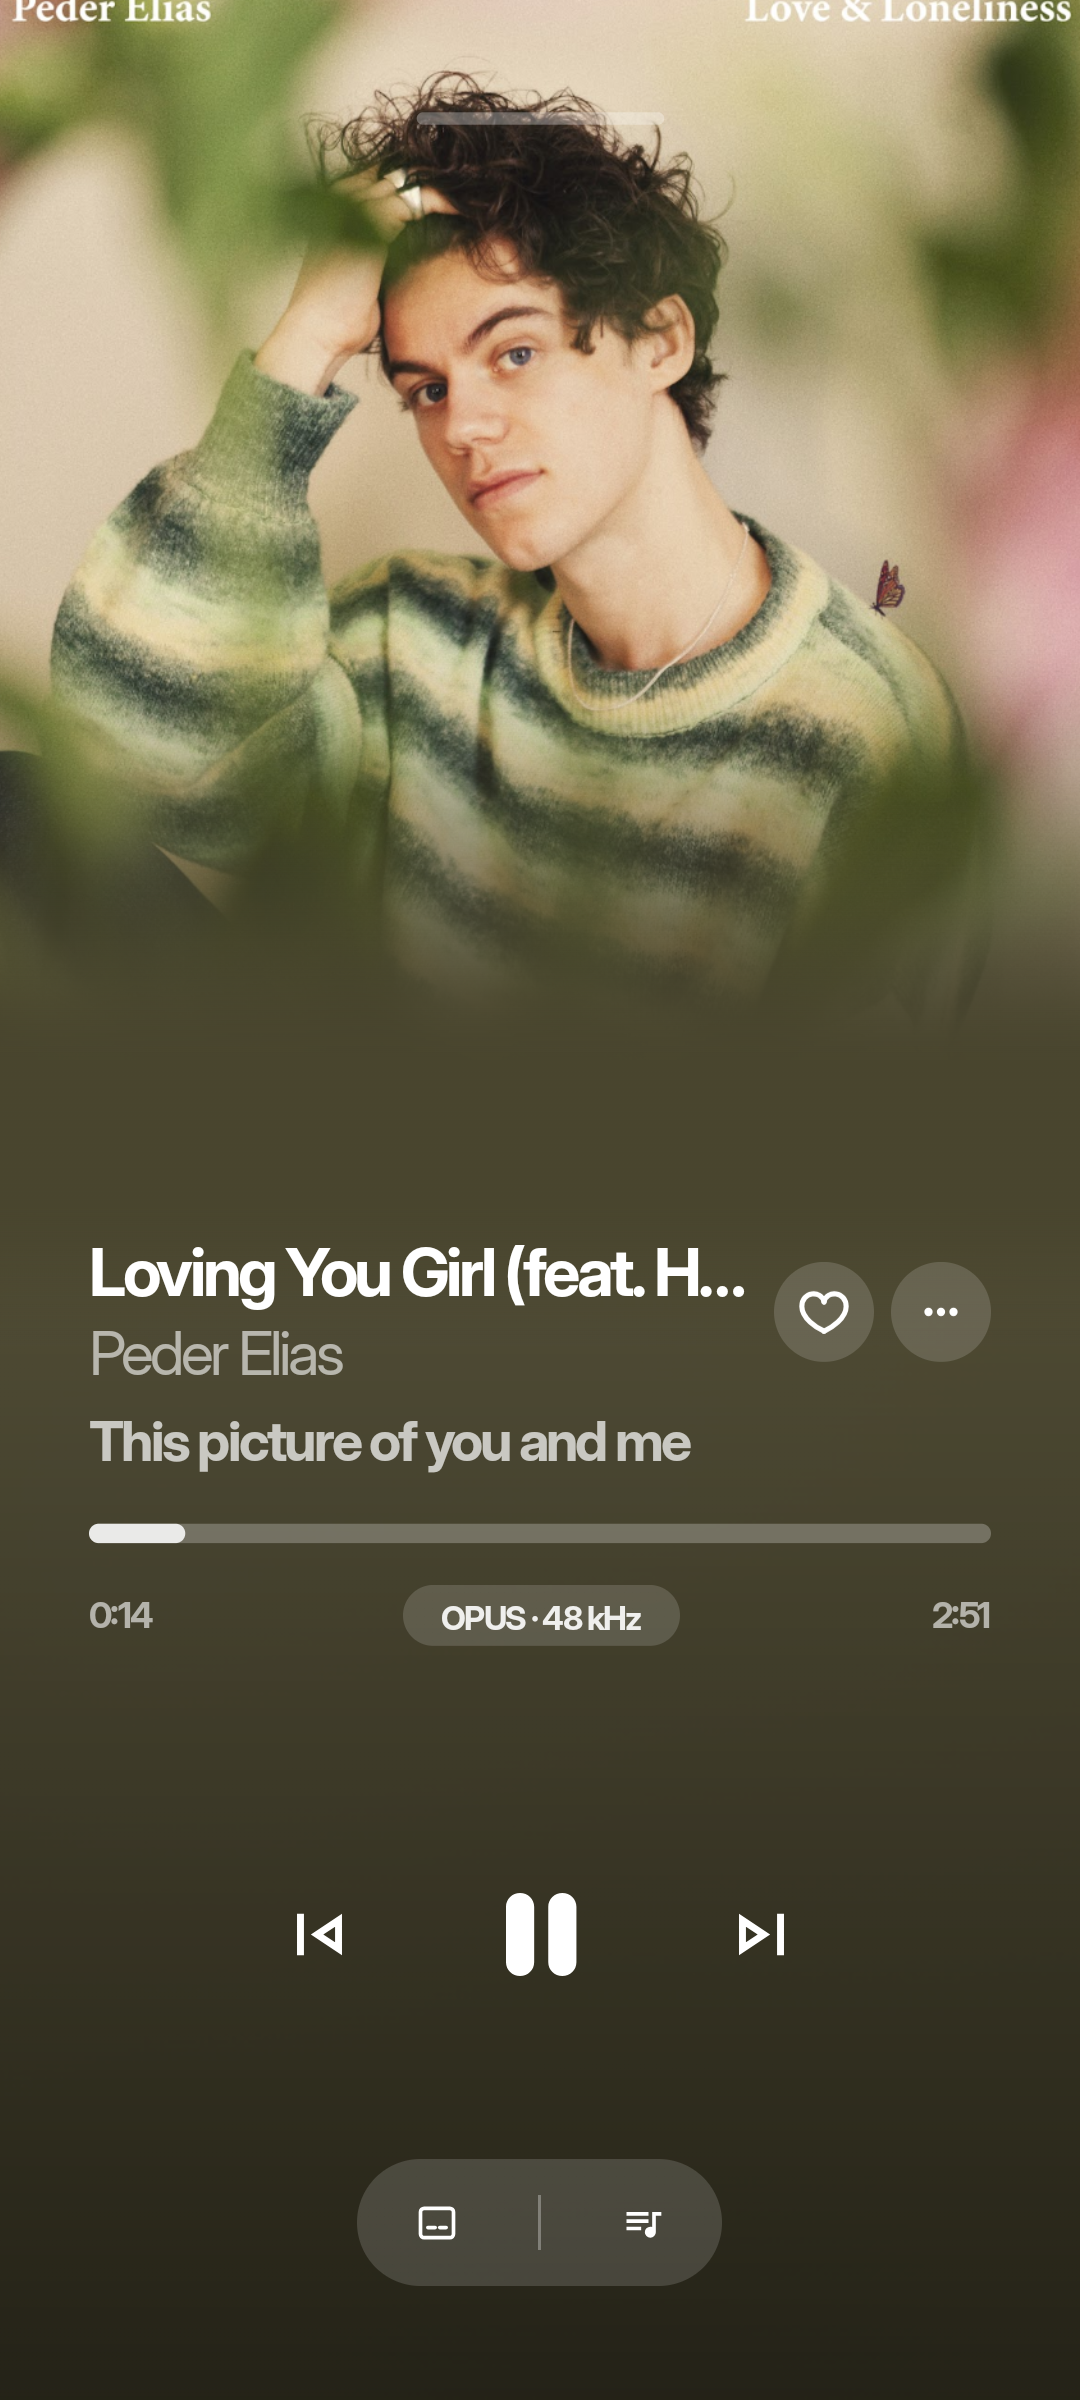 Peder Elias
Love & Loneliness
Loving You Girl (feat. H...
Peder Elias
This picture of you and me
0:14
OPUS · 48 kHz
2:51